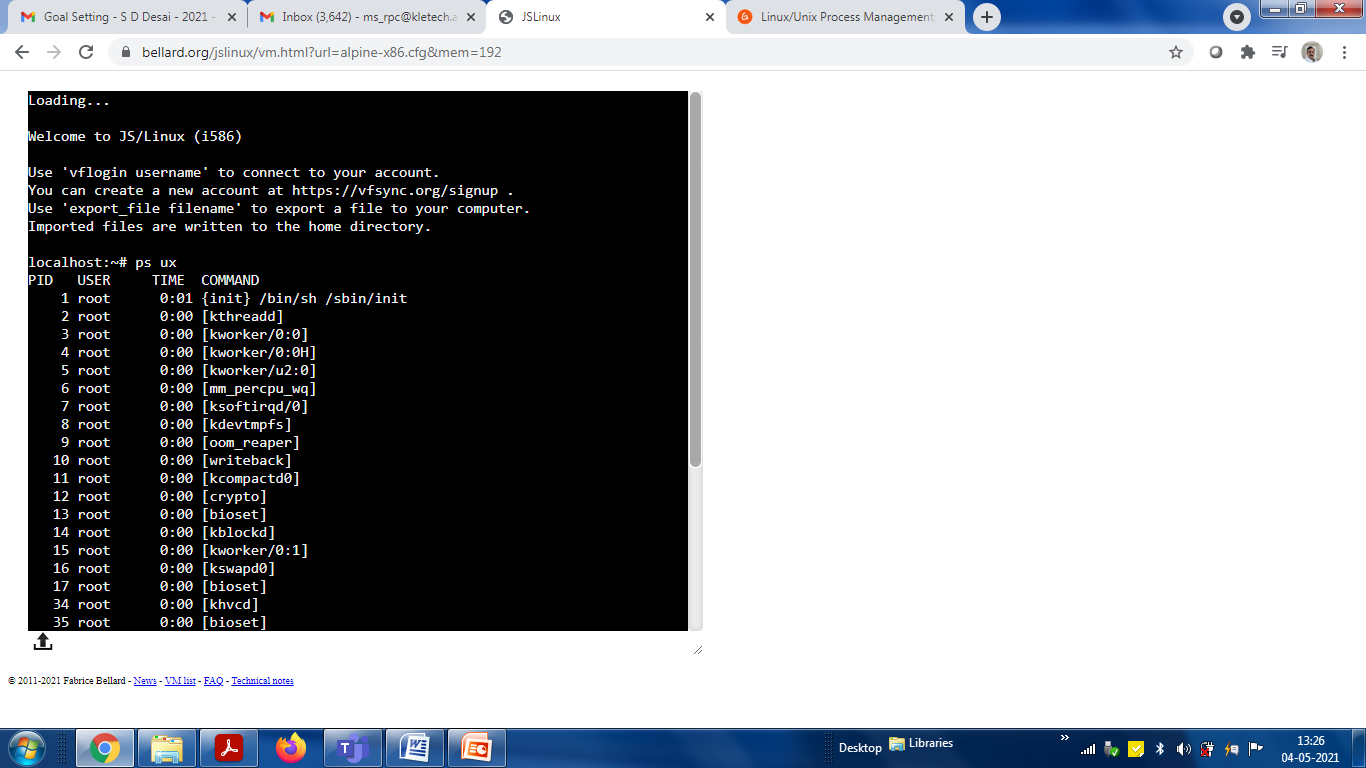 Goal Setting - S D Desai - 2021 -
Inbox (3,642) - ms_rpc@kletech.a
JSLinux
Linux/Unix Process Management:
bellard.org/jslinux/vm.html?url=alpine-x86.cfg&mem=192
Loading...
Welcome to JS/Linux (i586)
Use 'vflogin username' to connect to your account.
You can create a new account at https://vfsync.org/signup .
Use 'export_file filename' to export a file to your computer.
Imported files are written to the home directory.
localhost:~# ps ux
PID   USER     TIME  COMMAND
    1 root      0:01 {init} /bin/sh /sbin/init
    2 root      0:00 [kthreadd]
    3 root      0:00 [kworker/0:0]
    4 root      0:00 [kworker/0:0H]
    5 root      0:00 [kworker/u2:0]
    6 root      0:00 [mm_percpu_wq]
    7 root      0:00 [ksoftirqd/0]
    8 root      0:00 [kdevtmpfs]
    9 root      0:00 [oom_reaper]
   10 root      0:00 [writeback]
   11 root      0:00 [kcompactd0]
   12 root      0:00 [crypto]
   13 root      0:00 [bioset]
   14 root      0:00 [kblockd]
   15 root      0:00 [kworker/0:1]
   16 root      0:00 [kswapd0]
   17 root      0:00 [bioset]
   34 root      0:00 [khvcd]
   35 root      0:00 [bioset]
© 2011-2021 Fabrice Bellard - News - VM list - FAQ - Technical notes
Desktop
Libraries
13:26
04-05-2021